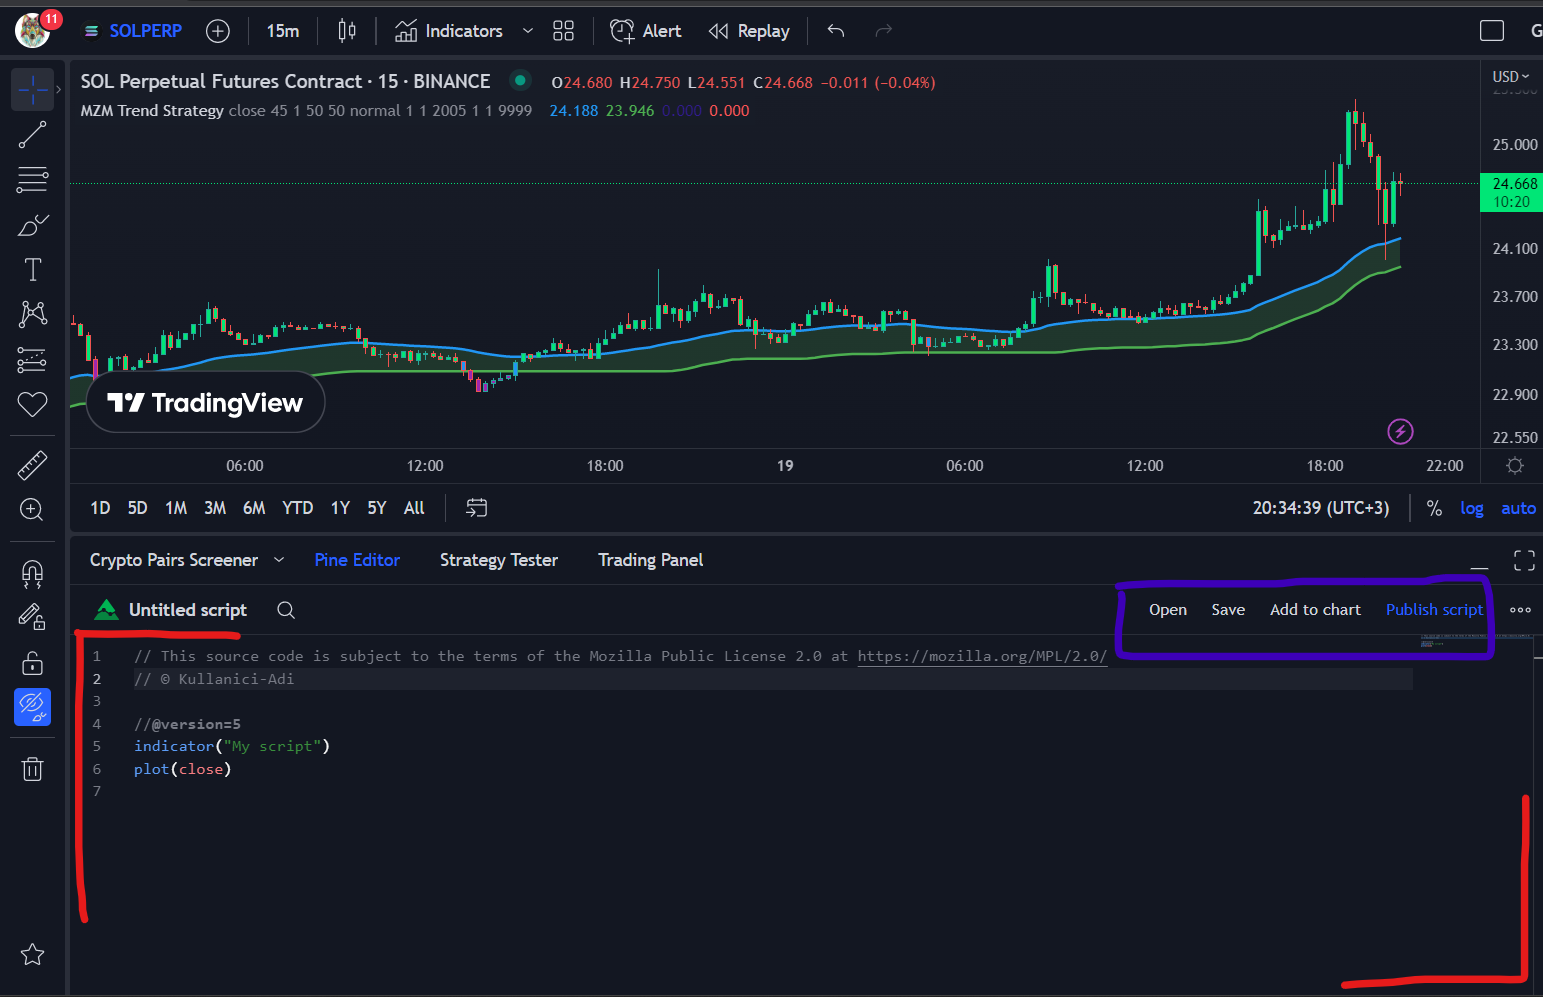 11 SOLPERP 15m Indicators Alert Replay G
SOL Perpetual Futures Contract · 15 · BINANCE O24.680 H24.750 L24.551 C24.668 −0.011 (−0.04%) USD
MZM Trend Strategy close 45 1 50 50 normal 1 1 2005 1 1 9999 24.188 23.946 0.000 0.000
25.000
24.668
10:20
24.100
23.700
23.300
22.900
22.550
TradingView
06:00 12:00 18:00 19 06:00 12:00 18:00 22:00
1D 5D 1M 3M 6M YTD 1Y 5Y All 20:34:39 (UTC+3) % log auto
Crypto Pairs Screener Pine Editor Strategy Tester Trading Panel
Untitled script Open Save Add to chart Publish script
1 // This source code is subject to the terms of the Mozilla Public License 2.0 at https://mozilla.org/MPL/2.0/
2 // © Kullanici-Adi
3
4 //@version=5
5 indicator("My script")
6 plot(close)
7